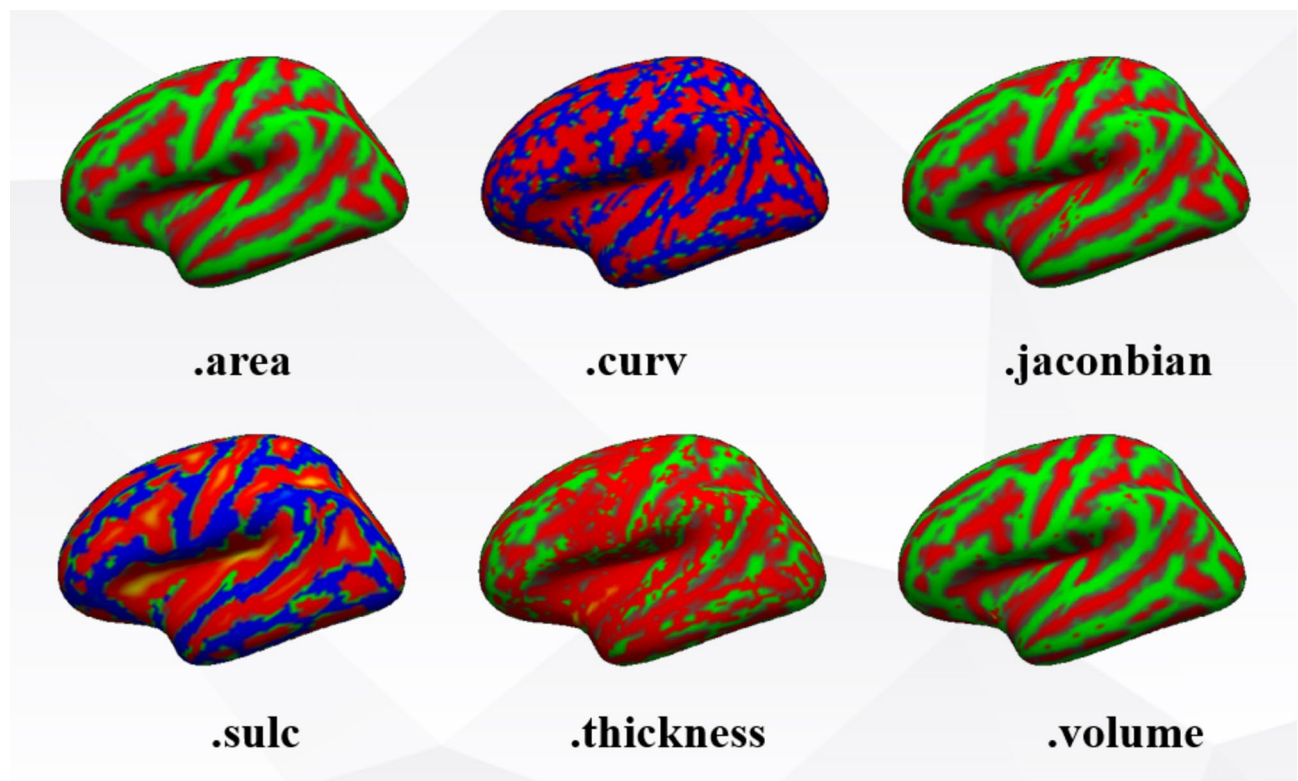 .area
.curv
.jaconbian
.sulc
.thickness
.volume